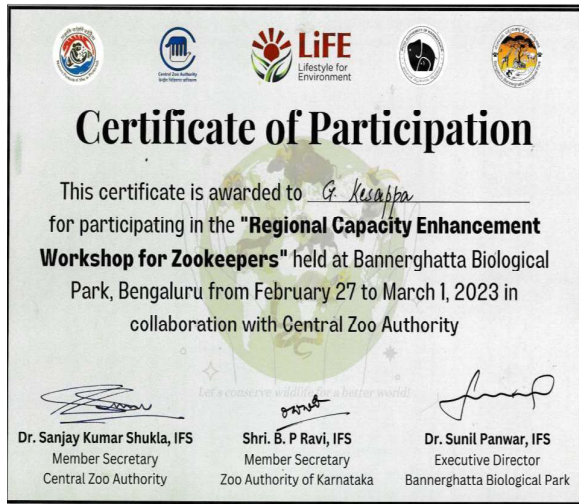 LiFE
Lifestyle for
Environment
Central Zoo Authority
Certificate of Participation
This certificate is awarded to G. Kesappa
for participating in the "Regional Capacity Enhancement
Workshop for Zookeepers" held at Bannerghatta Biological
Park, Bengaluru from February 27 to March 1, 2023 in
collaboration with Central Zoo Authority
Let's conserve wildlife for a better world!
Dr. Sanjay Kumar Shukla, IFS
Member Secretary
Central Zoo Authority
Shri. B. P Ravi, IFS
Member Secretary
Zoo Authority of Karnataka
Dr. Sunil Panwar, IFS
Executive Director
Bannerghatta Biological Park